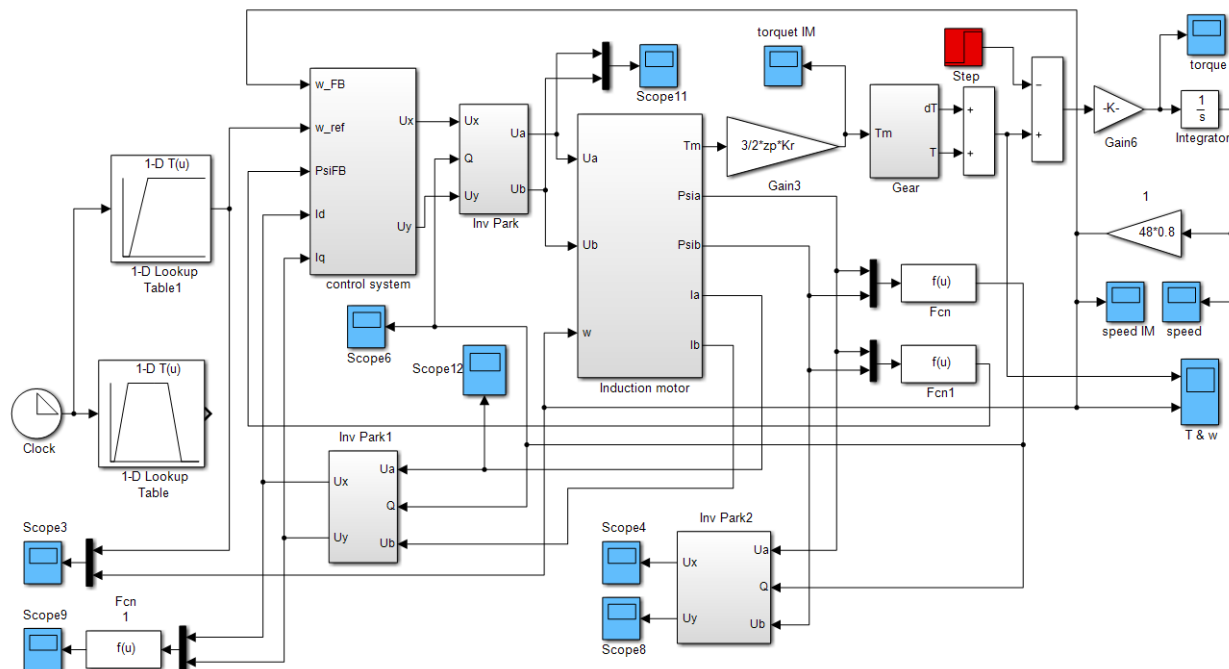 torquet IM
Step
torque
Scope11
w_FB
w_ref
PsiFB
Id
Iq
Ux
Uy
control system
Ux
Q
Uy
Ua
Ub
Inv Park
Ua
Ub
w
Tm
Psia
Psib
Ia
Ib
Induction motor
3/2*zp*Kr
Gain3
Tm
dT
T
Gear
+
+
−
+
-K-
Gain6
1
s
Integrator
1-D T(u)
1-D Lookup
Table1
1
48*0.8
f(u)
Fcn
speed IM
speed
Scope6
Scope12
f(u)
Fcn1
1-D T(u)
1-D Lookup
Table
Clock
T & w
Inv Park1
Ux
Uy
Ua
Q
Ub
Scope3
Scope4
Inv Park2
Ux
Uy
Ua
Q
Ub
Scope8
Scope9
Fcn
1
f(u)